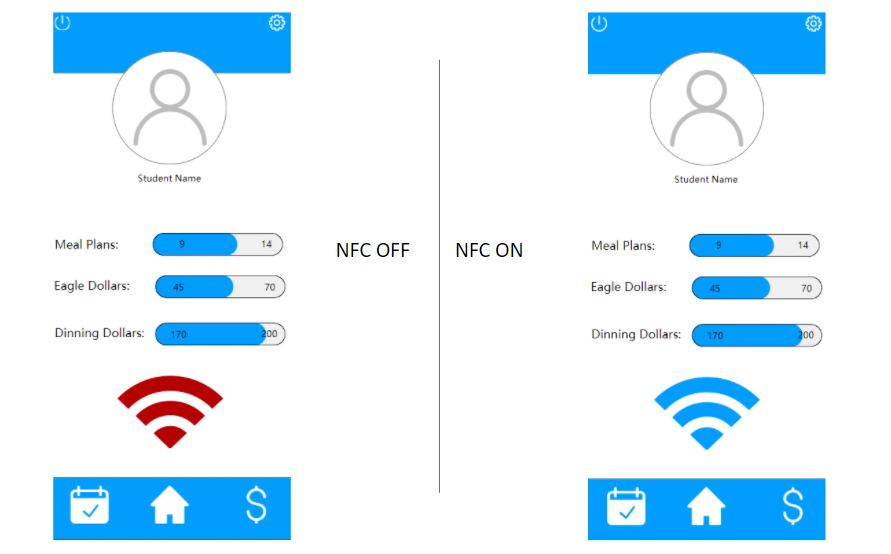 Student Name
Meal Plans: 9 14
Eagle Dollars: 45 70
Dinning Dollars: 170 200
NFC OFF
NFC ON
Student Name
Meal Plans: 9 14
Eagle Dollars: 45 70
Dinning Dollars: 170 200